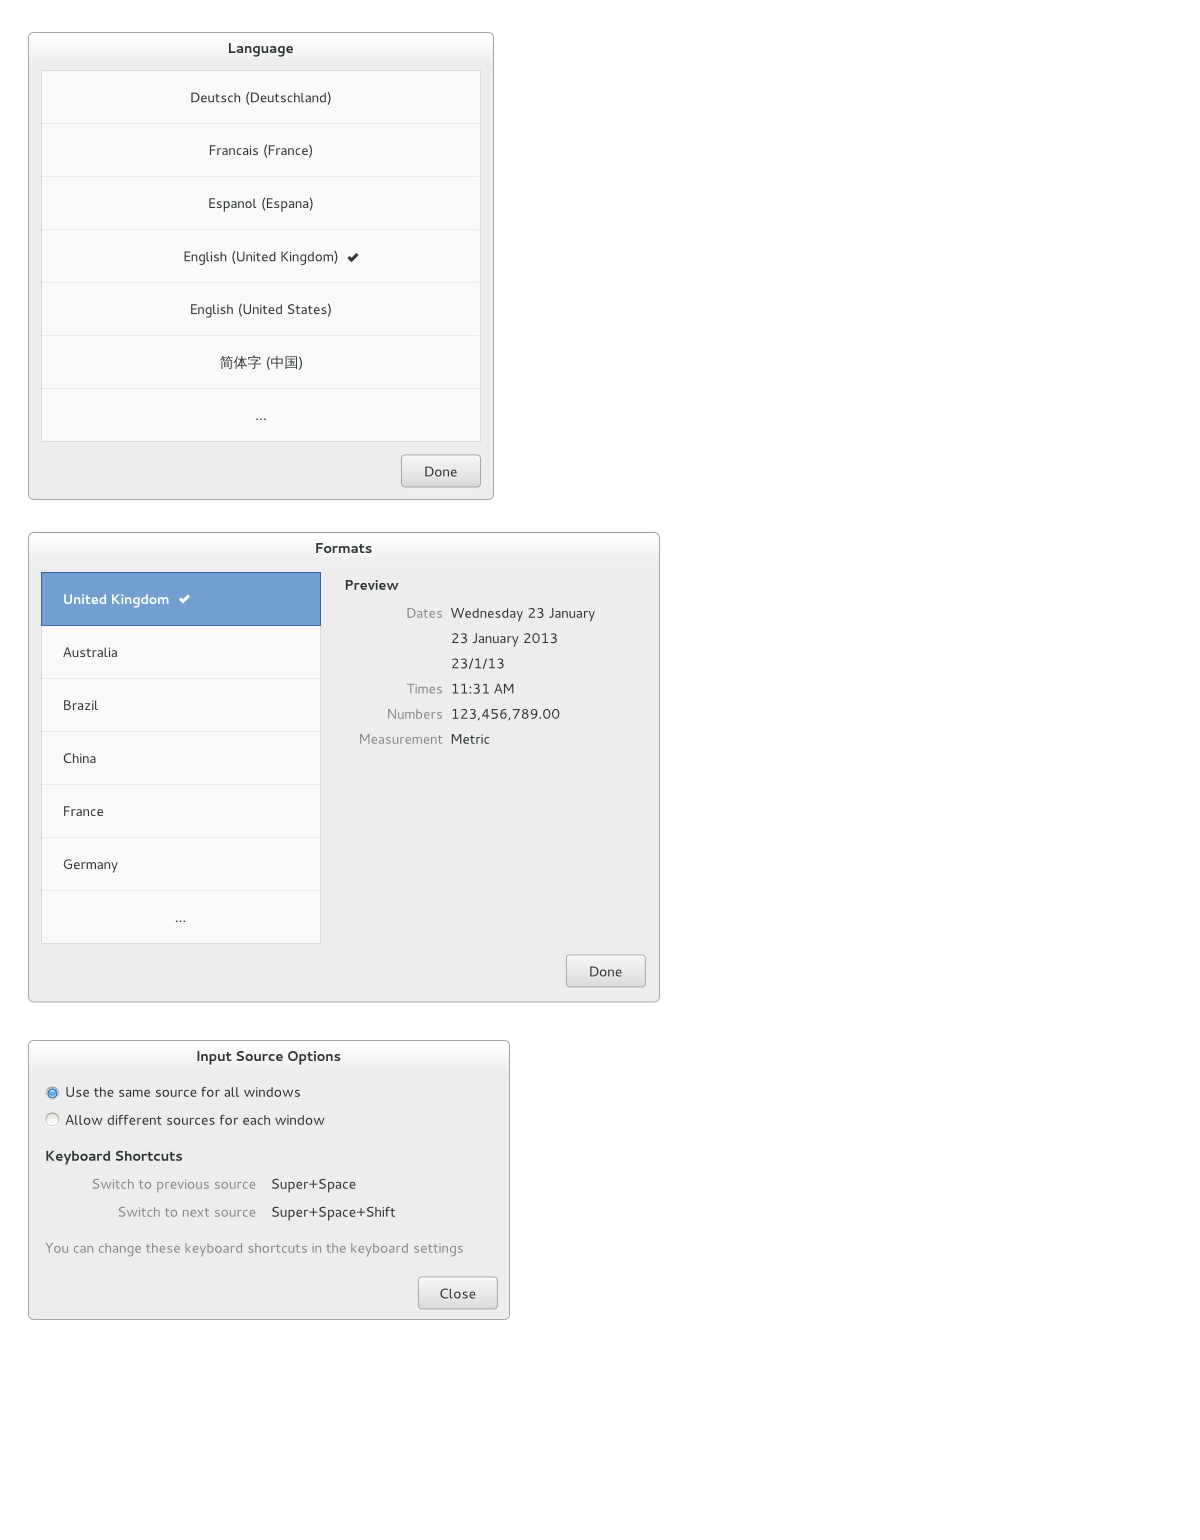 Language
Deutsch (Deutschland)
Francais (France)
Espanol (Espana)
English (United Kingdom)
English (United States)
简体字 (中国)
...
Done
Formats
United Kingdom
Australia
Brazil
China
France
Germany
...
Preview
Dates Wednesday 23 January
23 January 2013
23/1/13
Times 11:31 AM
Numbers 123,456,789.00
Measurement Metric
Done
Input Source Options
Use the same source for all windows
Allow different sources for each window
Keyboard Shortcuts
Switch to previous source Super+Space
Switch to next source Super+Space+Shift
You can change these keyboard shortcuts in the keyboard settings
Close